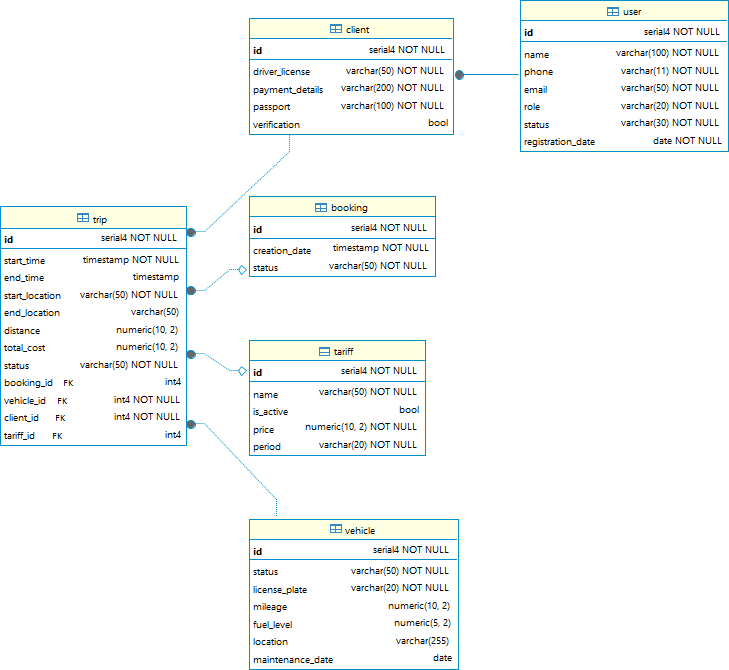 client
id serial4 NOT NULL
driver_license varchar(50) NOT NULL
payment_details varchar(200) NOT NULL
passport varchar(100) NOT NULL
verification bool
user
id serial4 NOT NULL
name varchar(100) NOT NULL
phone varchar(11) NOT NULL
email varchar(50) NOT NULL
role varchar(20) NOT NULL
status varchar(30) NOT NULL
registration_date date NOT NULL
trip
id serial4 NOT NULL
start_time timestamp NOT NULL
end_time timestamp
start_location varchar(50) NOT NULL
end_location varchar(50)
distance numeric(10, 2)
total_cost numeric(10, 2)
status varchar(50) NOT NULL
booking_id FK int4
vehicle_id FK int4 NOT NULL
client_id FK int4 NOT NULL
tariff_id FK int4
booking
id serial4 NOT NULL
creation_date timestamp NOT NULL
status varchar(50) NOT NULL
tariff
id serial4 NOT NULL
name varchar(50) NOT NULL
is_active bool
price numeric(10, 2) NOT NULL
period varchar(20) NOT NULL
vehicle
id serial4 NOT NULL
status varchar(50) NOT NULL
license_plate varchar(20) NOT NULL
mileage numeric(10, 2)
fuel_level numeric(5, 2)
location varchar(255)
maintenance_date date